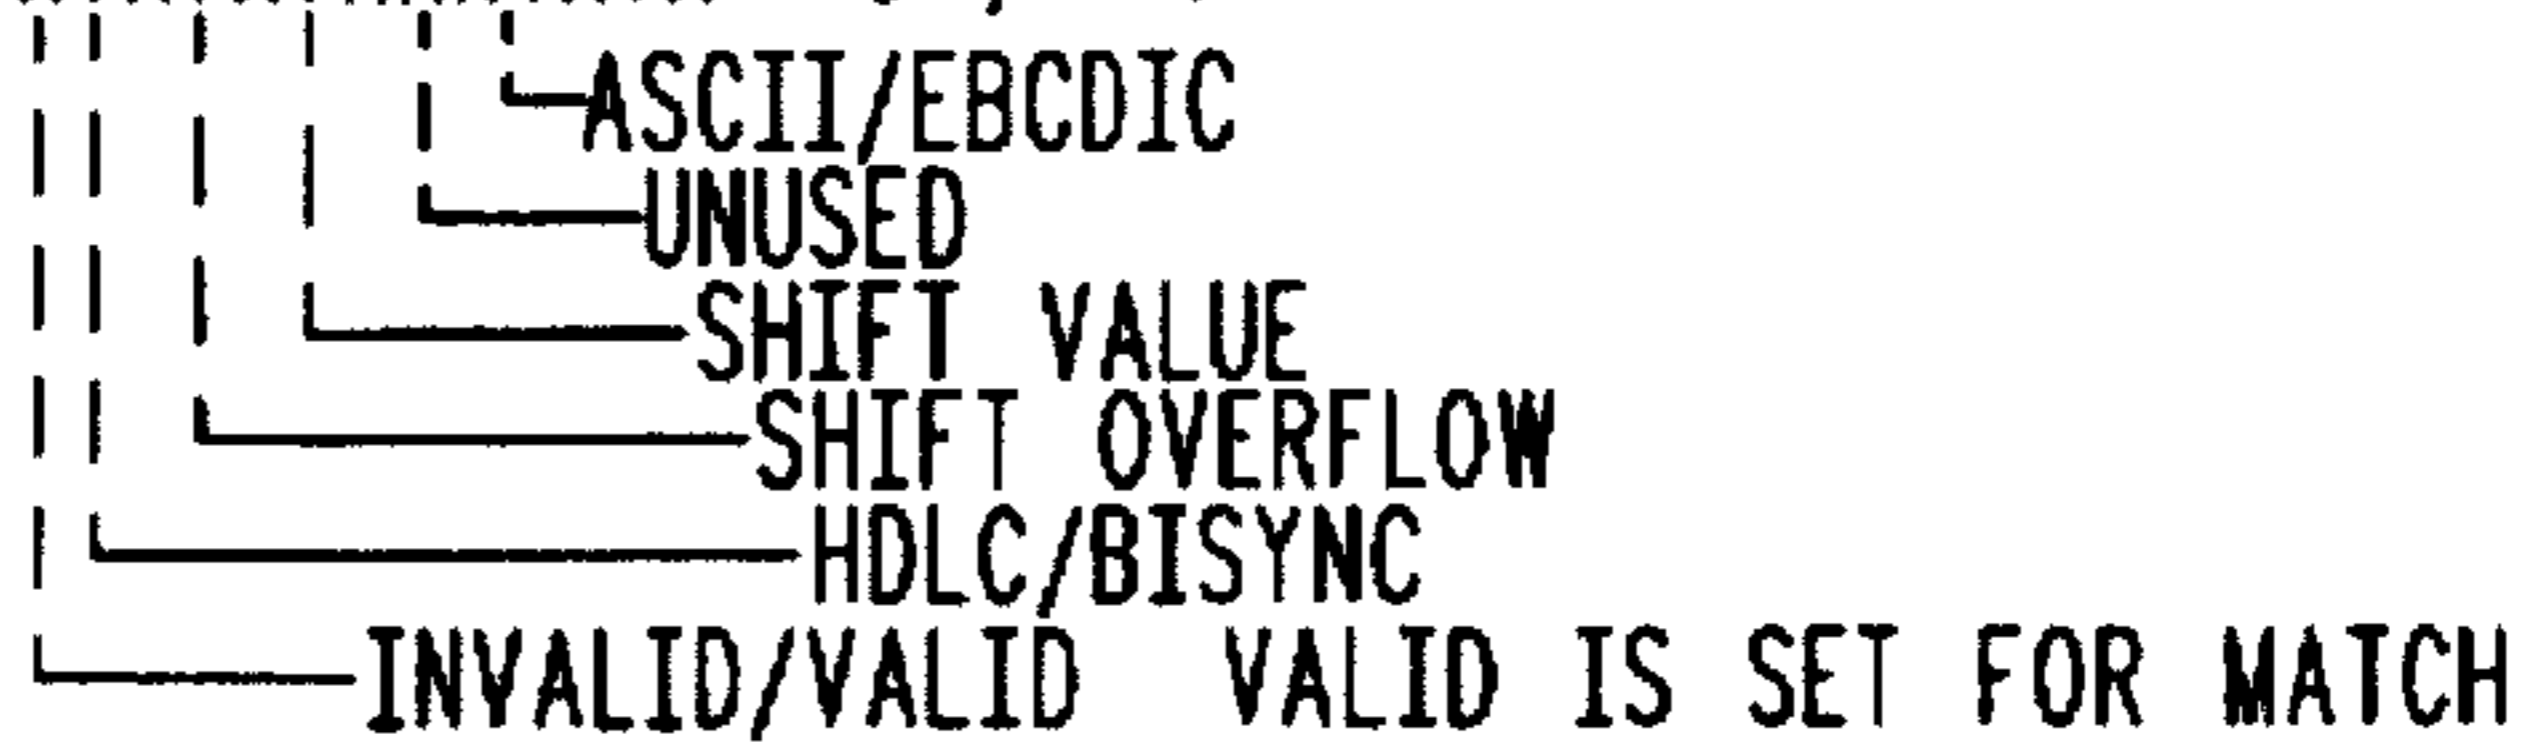 ASCII/EBCDIC
UNUSED
SHIFT VALUE
SHIFT OVERFLOW
HDLC/BISYNC
INVALID/VALID VALID IS SET FOR MATCH